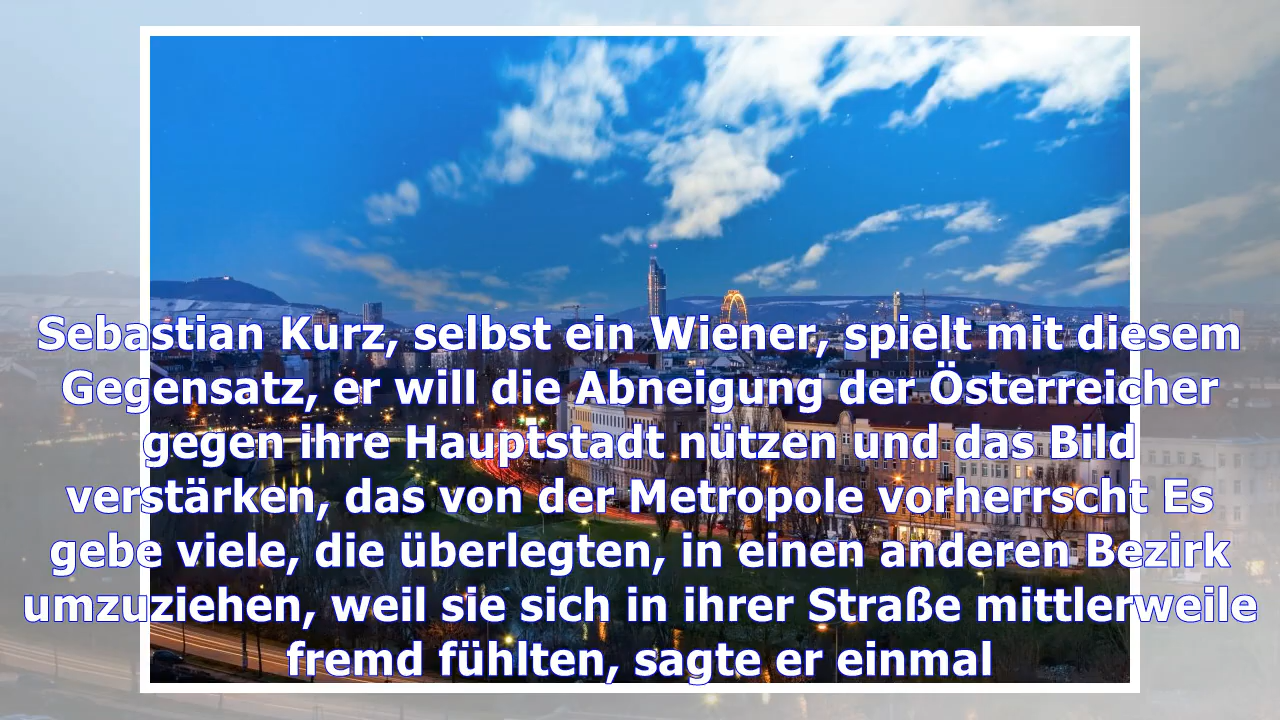 Sebastian Kurz, selbst ein Wiener, spielt mit diesem
Gegensatz, er will die Abneigung der Österreicher
gegen ihre Hauptstadt nützen und das Bild
verstärken, das von der Metropole vorherrscht Es
gebe viele, die überlegten, in einen anderen Bezirk
umzuziehen, weil sie sich in ihrer Straße mittlerweile
fremd fühlten, sagte er einmal